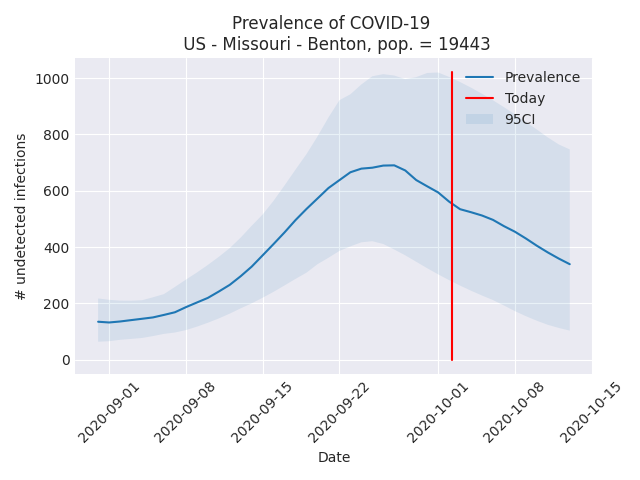 Prevalence of COVID-19
US - Missouri - Benton, pop. = 19443
Prevalence
Today
95CI
1000
800
600
400
200
0
# undetected infections
2020-09-01
2020-09-08
2020-09-15
2020-09-22
2020-10-01
2020-10-08
2020-10-15
Date